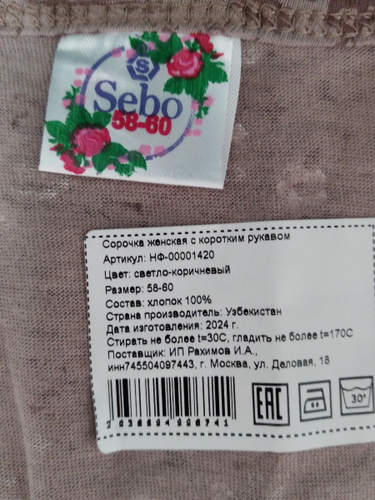 S
Sebo
58-60
Сорочка женская с коротким рукавом
Артикул: НФ-00001420
Цвет: светло-коричневый
Размер: 58-60
Состав: хлопок 100%
Страна производитель: Узбекистан
Дата изготовления: 2024 г.
Стирать не более t=30С, гладить не более t=170С
Поставщик: ИП Рахимов И.А.,
инн745504097443, г. Москва, ул. Деловая, 18
EAC
30°